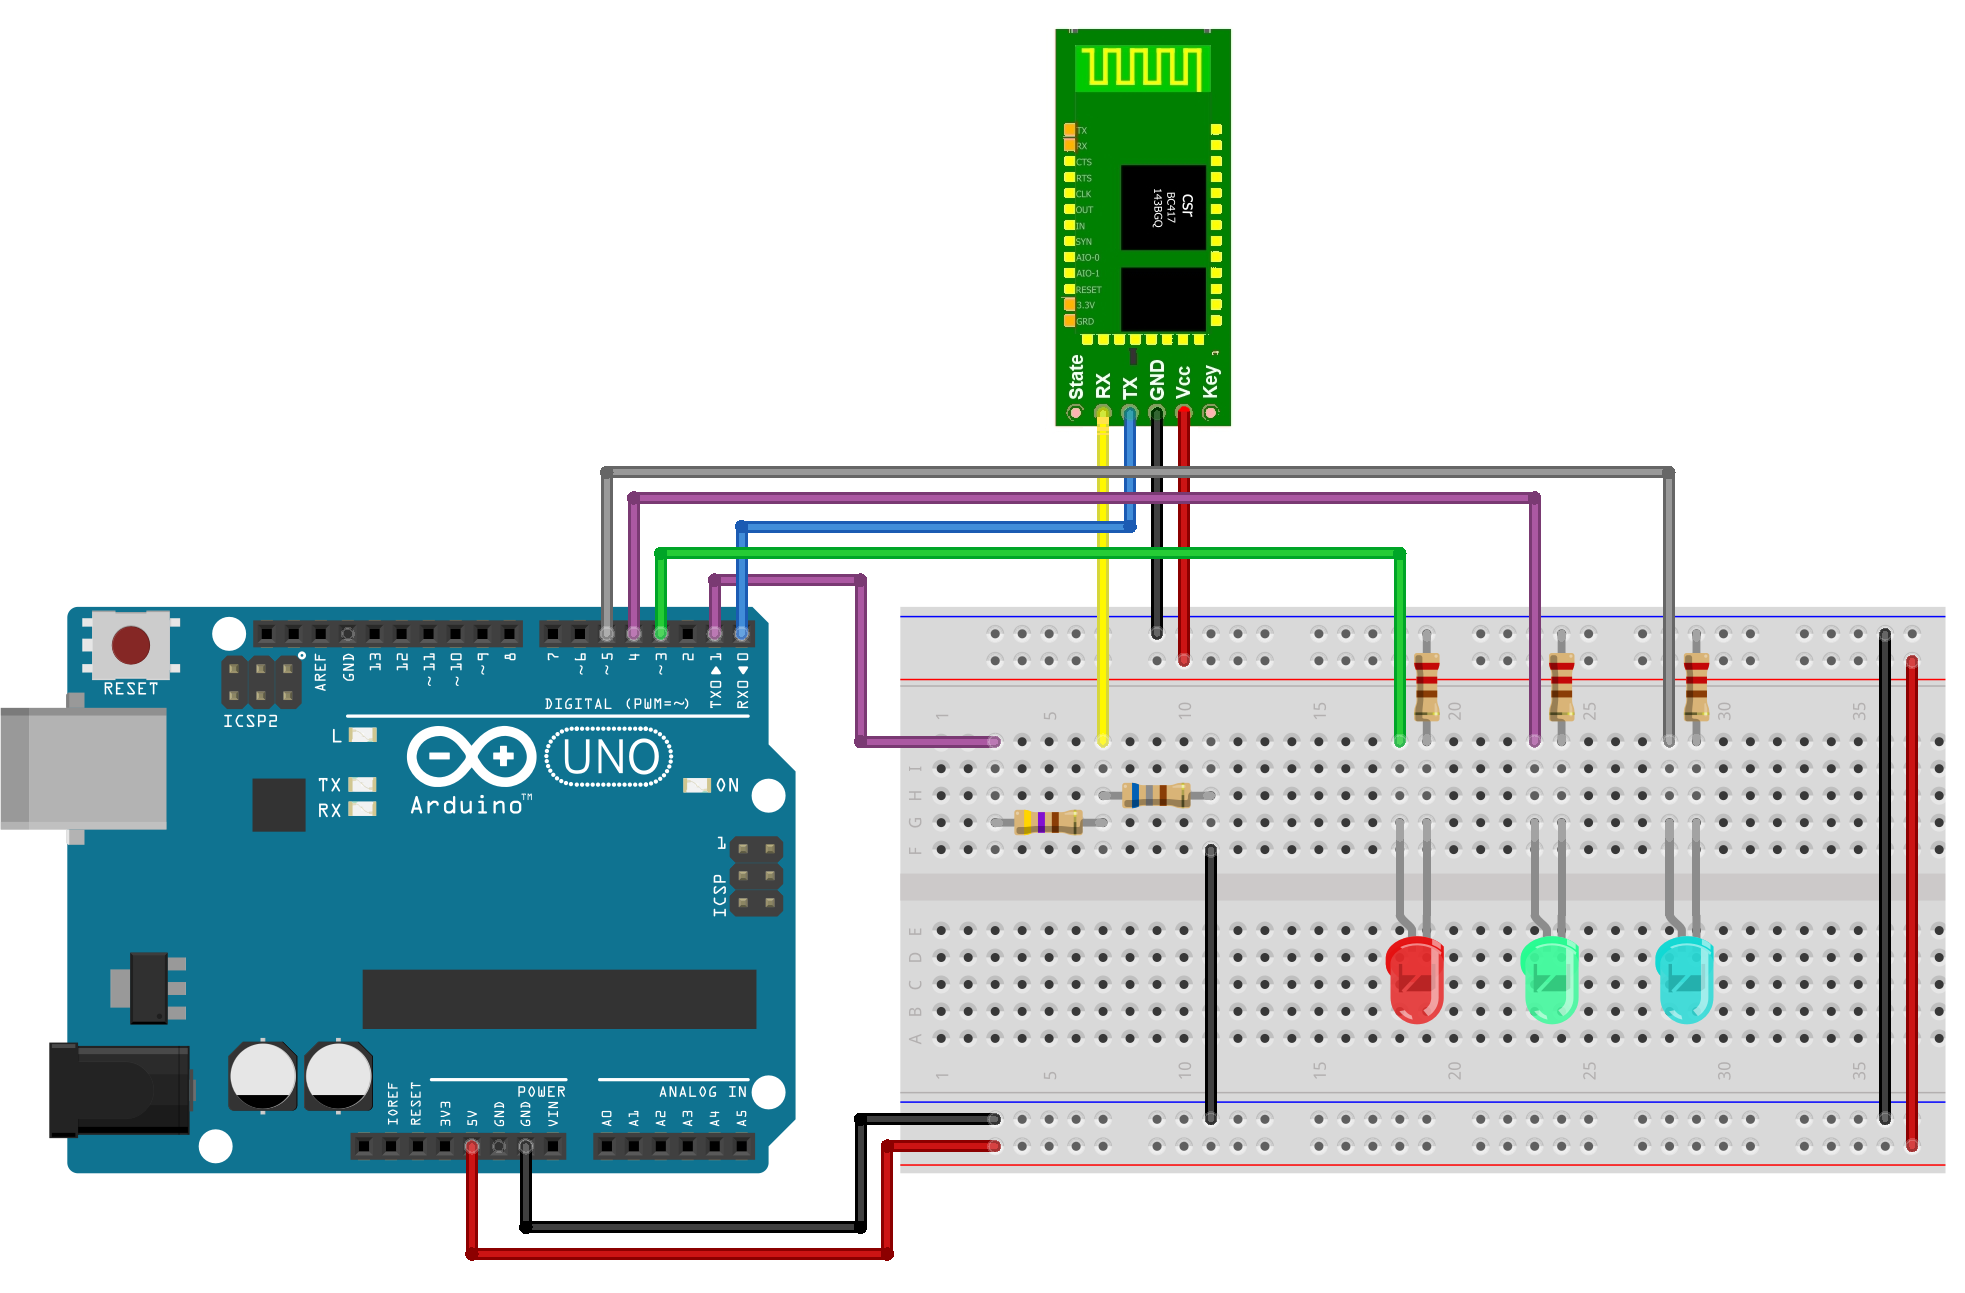 TX
RX
CTS
RTS
CLK
OUT
IN
SYN
AIO-0
AIO-1
RESET
3.3V
GRD
CSr
BC417
143BGQ
State
RX
TX
GND
Vcc
Key
RESET
ICSP2
AREF
GND
13
12
~11
~10
~9
8
7
~6
~5
4
~3
2
TX0▶1
RX0◀0
DIGITAL (PWM=~)
L
TX
RX
UNO
Arduino™
ON
1
ICSP
IOREF
RESET
3V3
5V
GND
GND
VIN
POWER
A0
A1
A2
A3
A4
A5
ANALOG IN
1 5 10 15 20 25 30 35
I
H
G
F
E
D
C
B
A
1 5 10 15 20 25 30 35